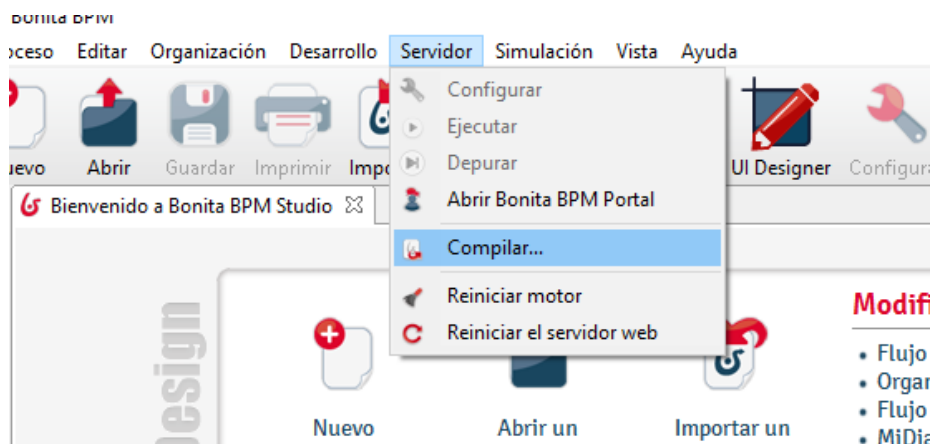 Bonita BPM
oceso Editar Organización Desarrollo Servidor Simulación Vista Ayuda
Configurar
Ejecutar
Depurar
Abrir Bonita BPM Portal
Compilar...
Reiniciar motor
Reiniciar el servidor web
uevo Abrir Guardar Imprimir Impo UI Designer Configura
Bienvenido a Bonita BPM Studio
esign
Nuevo
Abrir un
Importar un
Modifi
• Flujo
• Organ
• Flujo
• MiDia